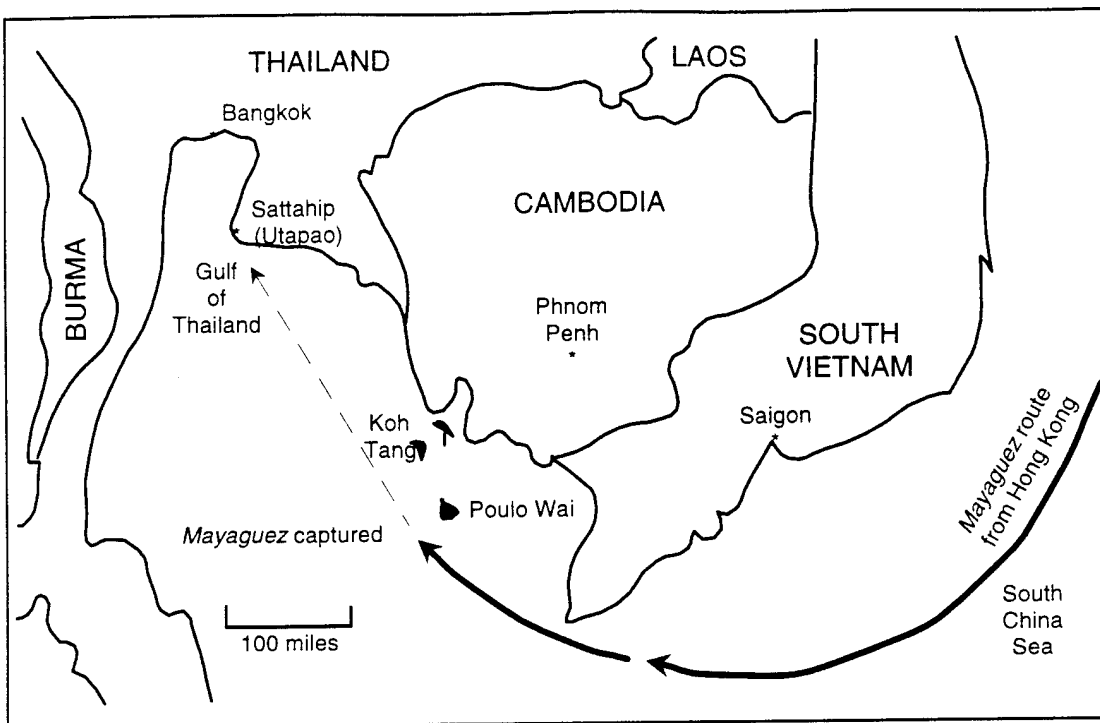 THAILAND
LAOS
Bangkok
CAMBODIA
Sattahip
(Utapao)
BURMA
Gulf
of
Thailand
Phnom
Penh
SOUTH
VIETNAM
Saigon
Koh
Tang
Mayaguez route
from Hong Kong
Poulo Wai
Mayaguez captured
South
China
Sea
100 miles